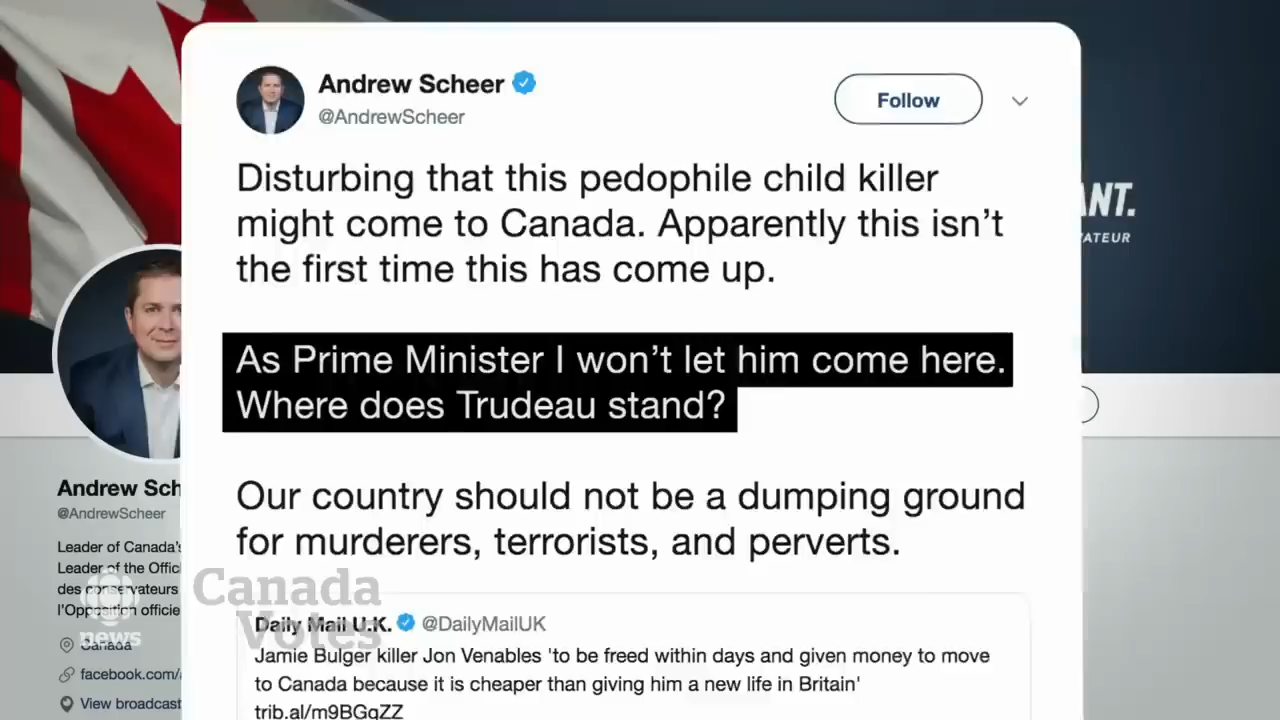 Andrew Scheer
@AndrewScheer
Follow
Disturbing that this pedophile child killer
might come to Canada. Apparently this isn’t
the first time this has come up.
As Prime Minister I won’t let him come here.
Where does Trudeau stand?
Our country should not be a dumping ground
for murderers, terrorists, and perverts.
Daily Mail U.K. @DailyMailUK
Jamie Bulger killer Jon Venables 'to be freed within days and given money to move
to Canada because it is cheaper than giving him a new life in Britain'
trib.al/m9BGqZZ
ANT.
ATEUR
Andrew Sch
@AndrewScheer
Leader of Canada's
Leader of the Offic
des conservateurs
l'Opposition officie
Canada
facebook.com/
View broadcast
news
Canada
Votes